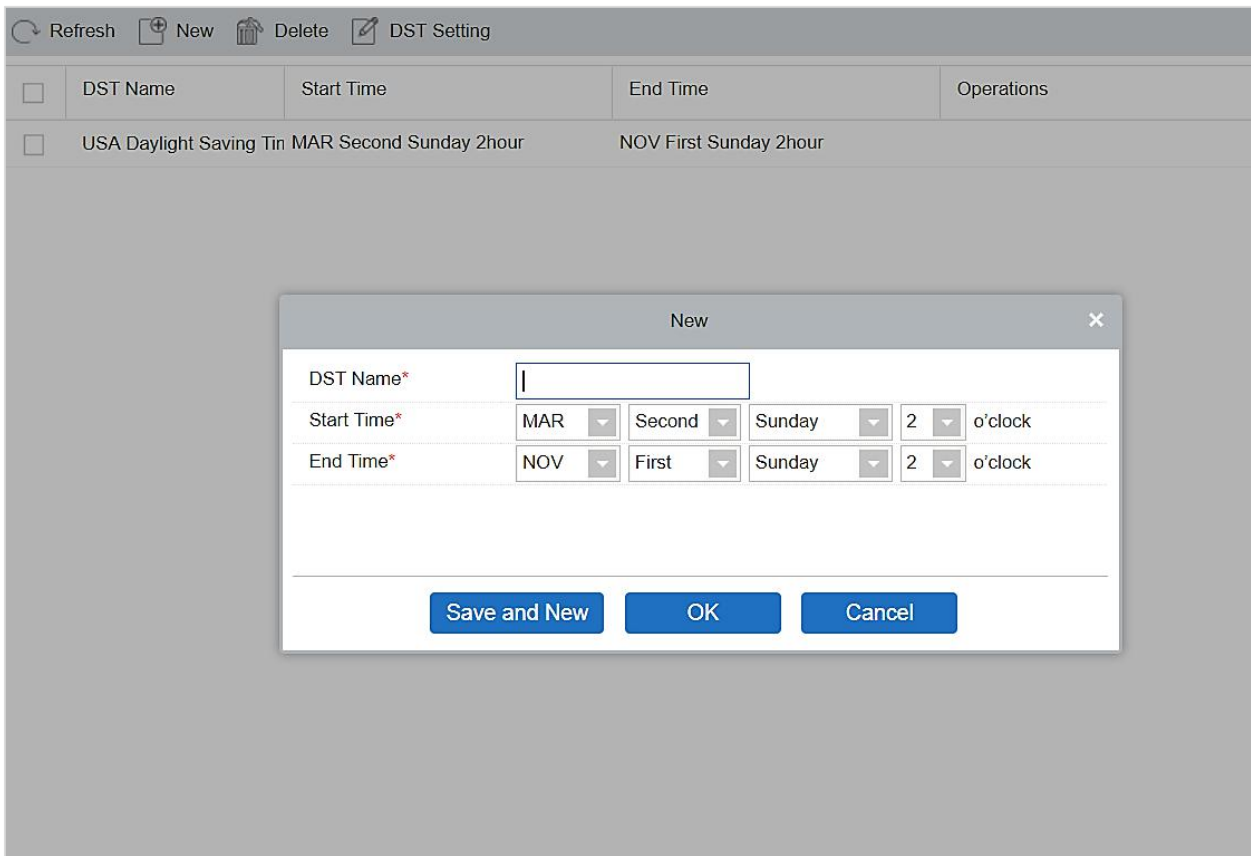 Refresh New Delete DST Setting
DST Name Start Time End Time Operations
USA Daylight Saving Tin MAR Second Sunday 2hour NOV First Sunday 2hour
New
DST Name*
Start Time* MAR Second Sunday 2 o'clock
End Time* NOV First Sunday 2 o'clock
Save and New OK Cancel